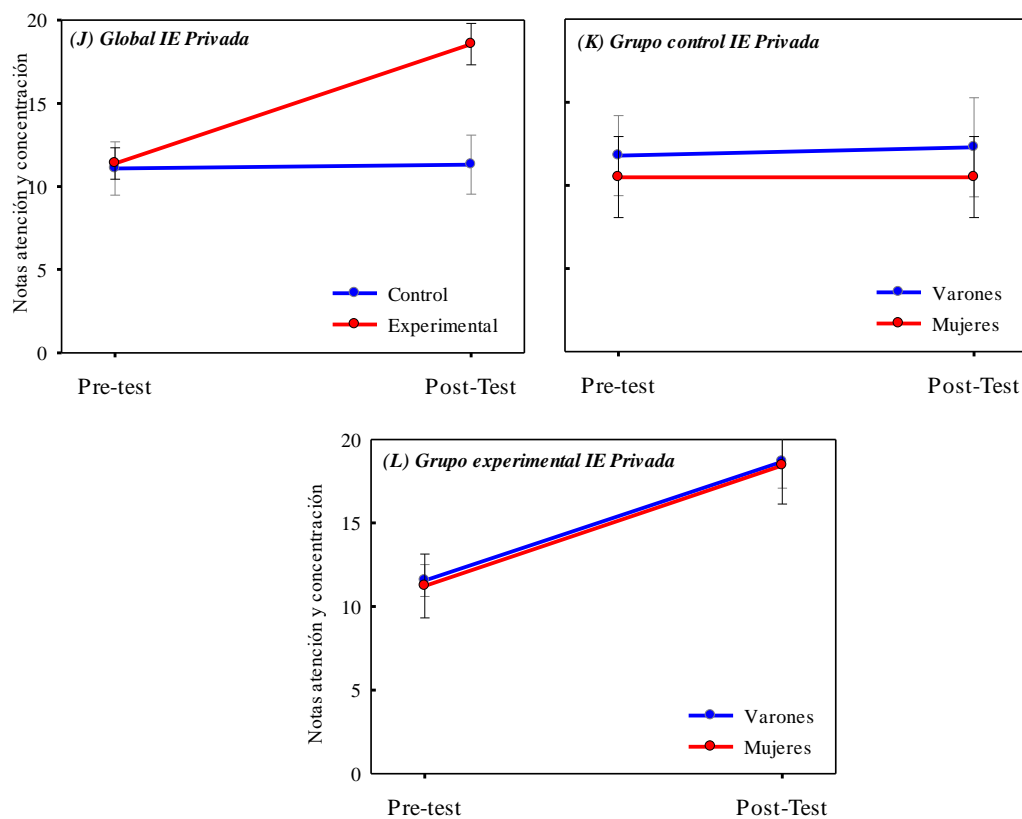 (J) Global IE Privada
Notas atención y concentración
20
15
10
5
0
Control
Experimental
Pre-test
Post-Test
(K) Grupo control IE Privada
Varones
Mujeres
Pre-test
Post-Test
(L) Grupo experimental IE Privada
Notas atención y concentración
20
15
10
5
0
Varones
Mujeres
Pre-test
Post-Test